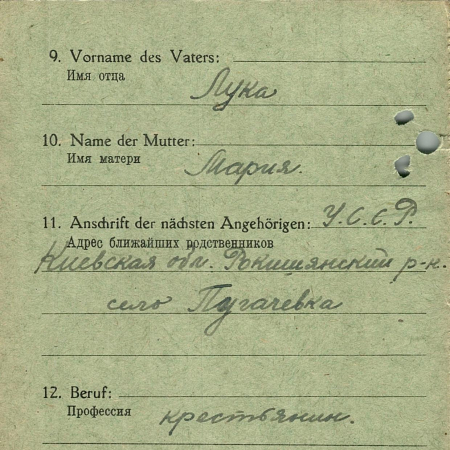 9. Vorname des Vaters:
Имя отца
Лука
10. Name der Mutter:
Имя матери
Мария.
11. Anschrift der nächsten Angehörigen: У.С.С.Р.
Адрес ближайших родственников
Киевская обл. Рокишянский р-н.
село Пугачевка
12. Beruf:
Профессия
крестьянин.